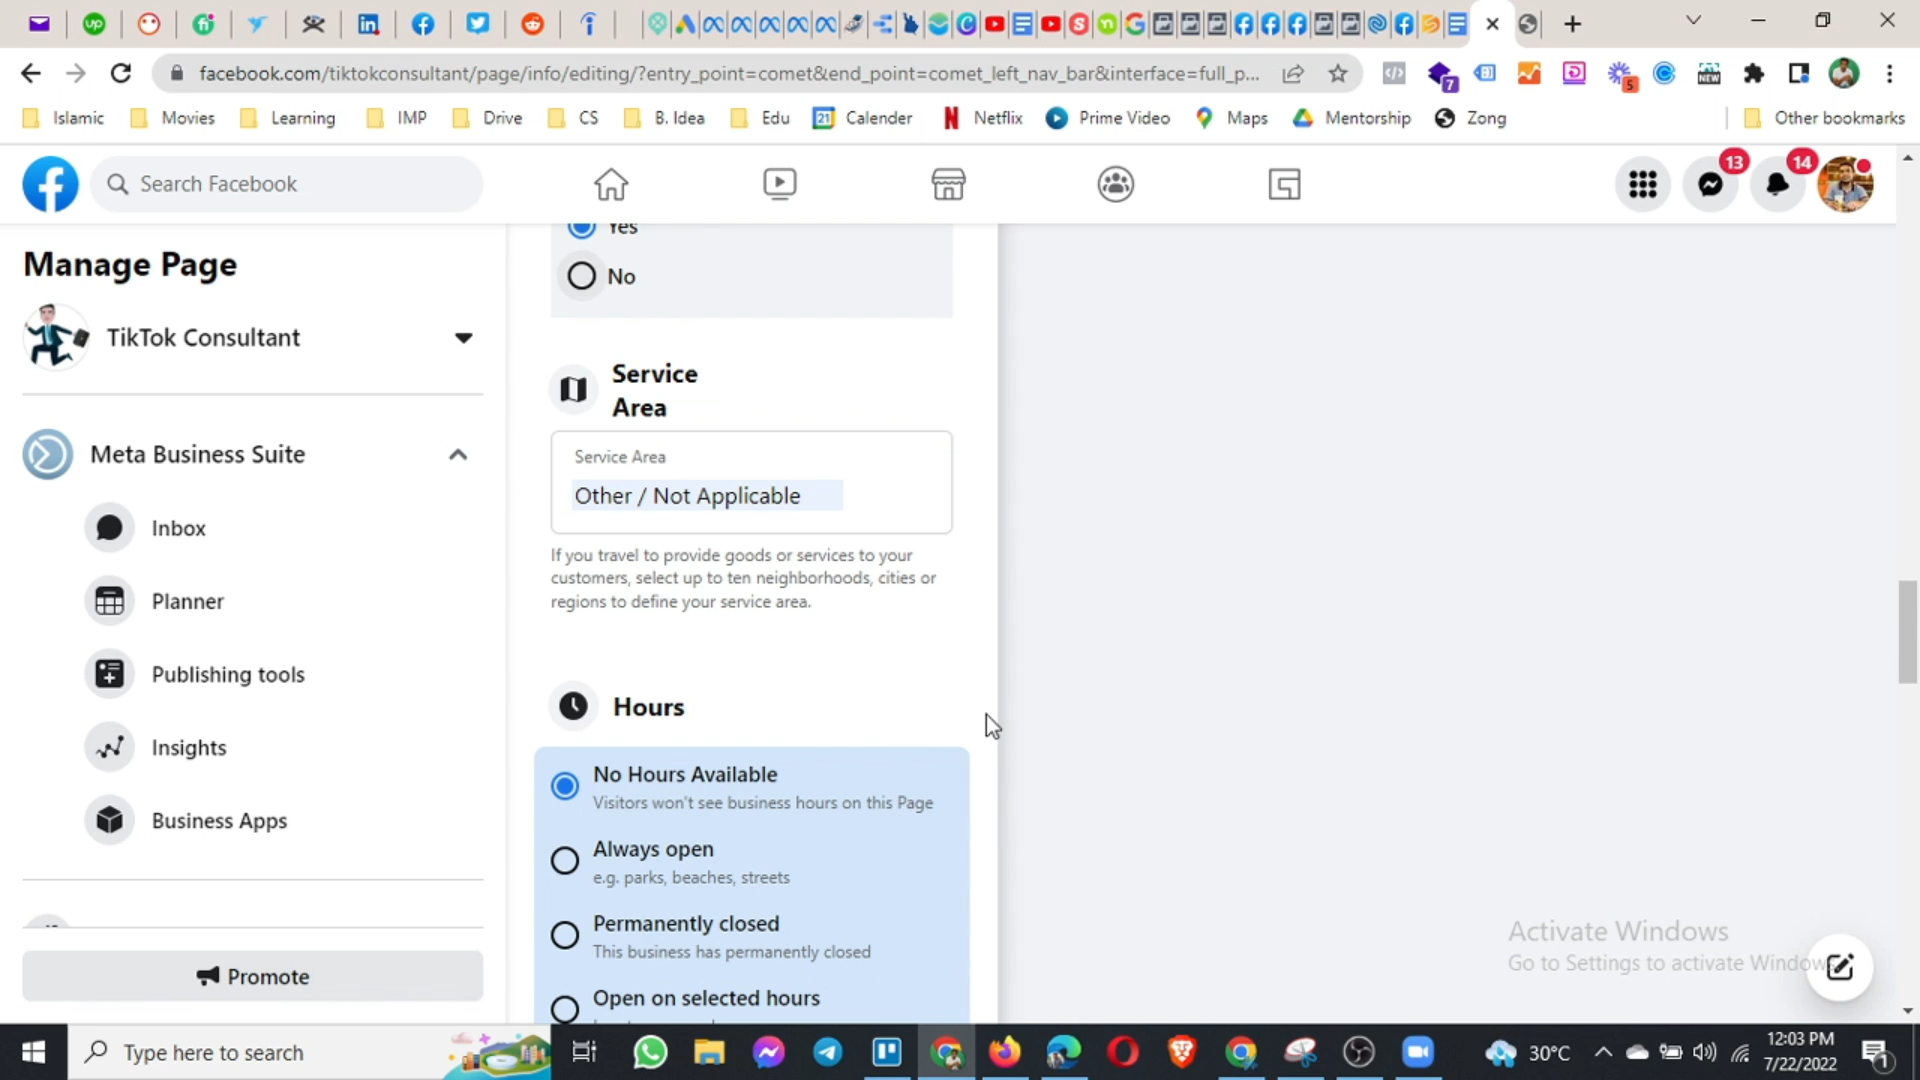 facebook.com/tiktokconsultant/page/info/editing/?entry_point=comet&end_point=comet_left_nav_bar&interface=full_p...
7
5
NEW
Islamic
Movies
Learning
IMP
Drive
CS
B. Idea
Edu
21
Calender
Netflix
Prime Video
Maps
Mentorship
Zong
Other bookmarks
Search Facebook
13
14
Manage Page
TikTok Consultant
Meta Business Suite
Inbox
Planner
Publishing tools
Insights
Business Apps
Promote
Yes
No
Service
Area
Service Area
Other / Not Applicable
If you travel to provide goods or services to your
customers, select up to ten neighborhoods, cities or
regions to define your service area.
Hours
No Hours Available
Visitors won't see business hours on this Page
Always open
e.g. parks, beaches, streets
Permanently closed
This business has permanently closed
Open on selected hours
Activate Windows
Go to Settings to activate Windows
Type here to search
30°C
12:03 PM
7/22/2022
1